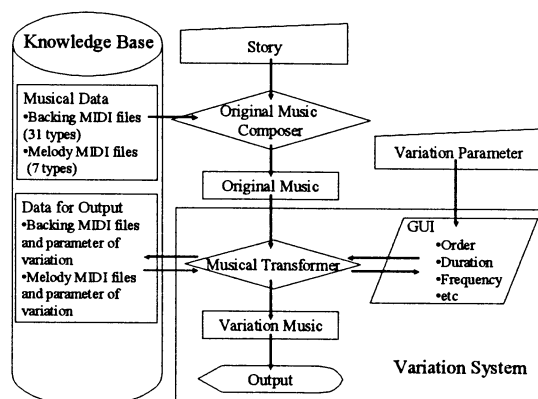 Knowledge Base
Musical Data
•Backing MIDI files
(31 types)
•Melody MIDI files
(7 types)
Data for Output
•Backing MIDI files
and parameter of
variation
•Melody MIDI files
and parameter of
variation
Story
Original Music
Composer
Original Music
Musical Transformer
Variation Music
Output
Variation Parameter
GUI
•Order
•Duration
•Frequency
•etc
Variation System